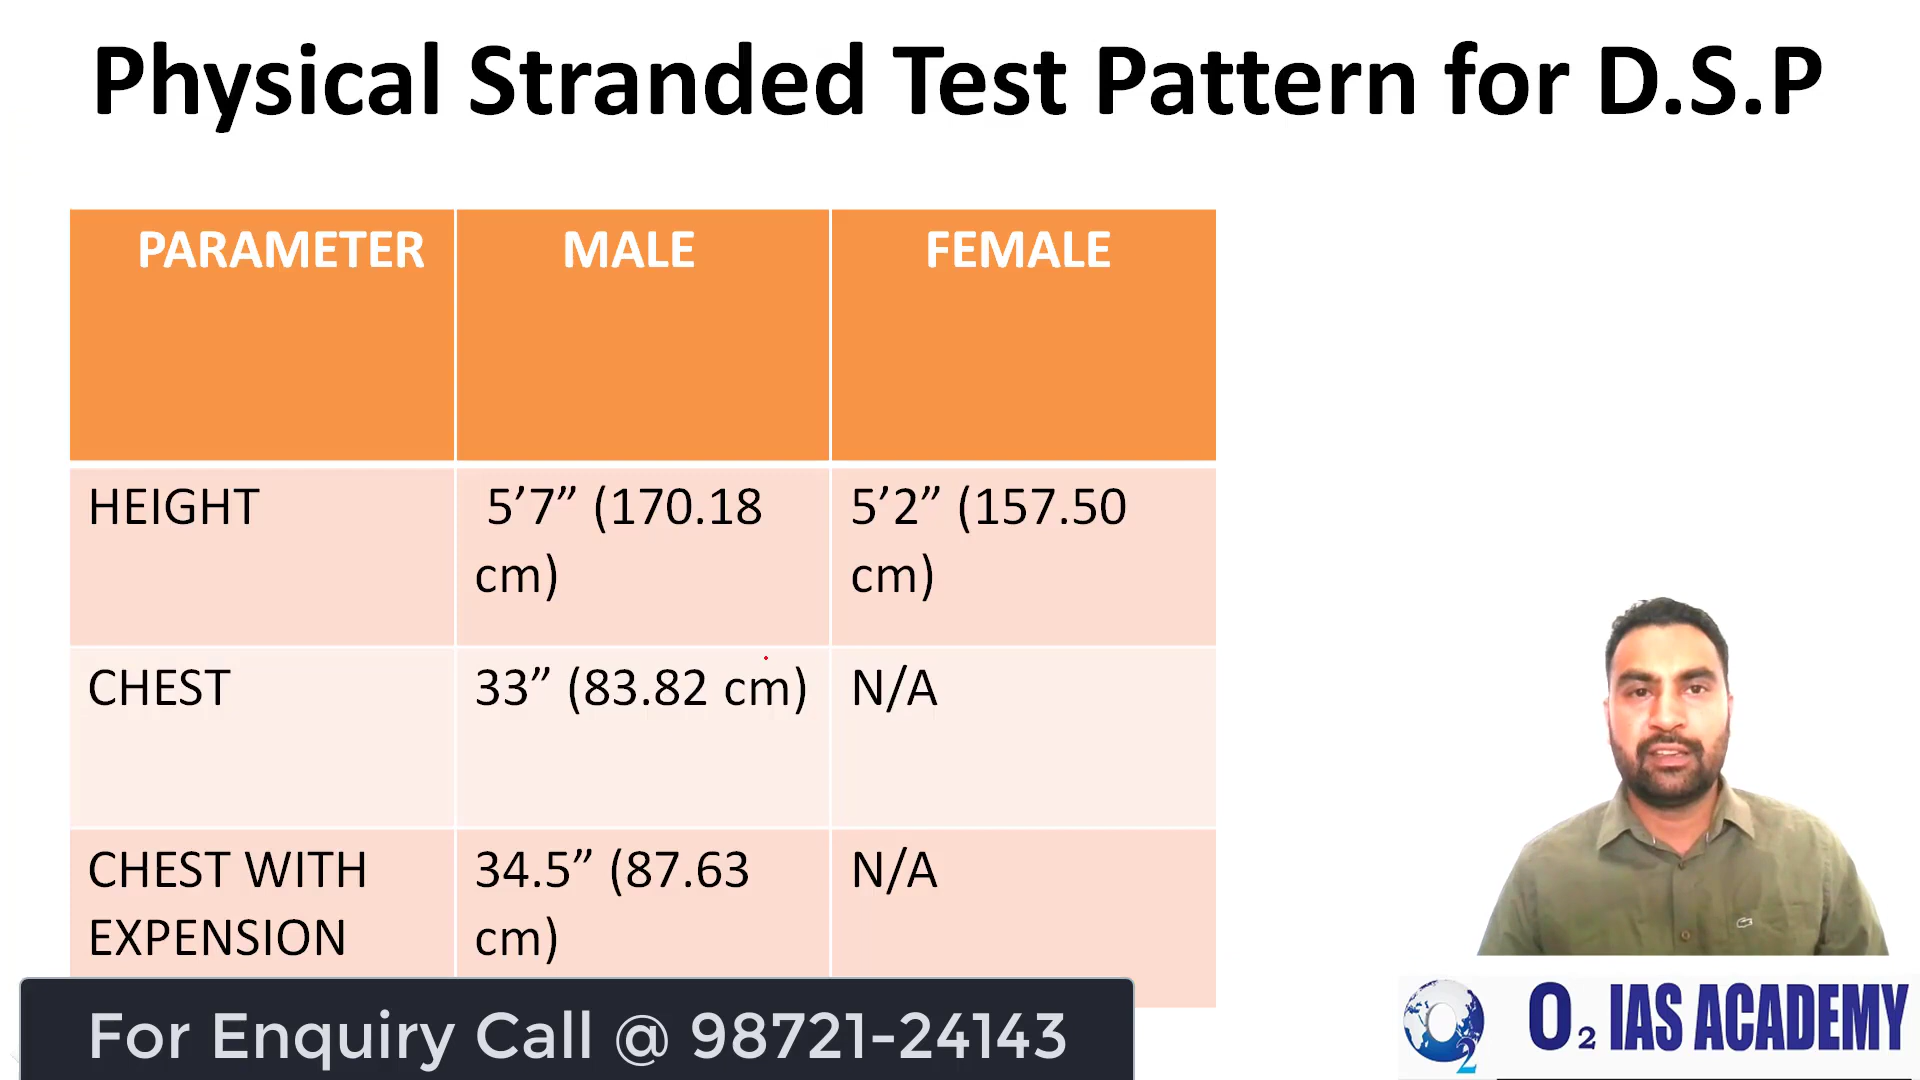 Physical Stranded Test Pattern for D.S.P
PARAMETER MALE FEMALE
HEIGHT 5’7” (170.18 cm) 5’2” (157.50 cm)
CHEST 33” (83.82 cm) N/A
CHEST WITH EXPENSION 34.5” (87.63 cm) N/A
For Enquiry Call @ 98721-24143
O2
O2 IAS ACADEMY